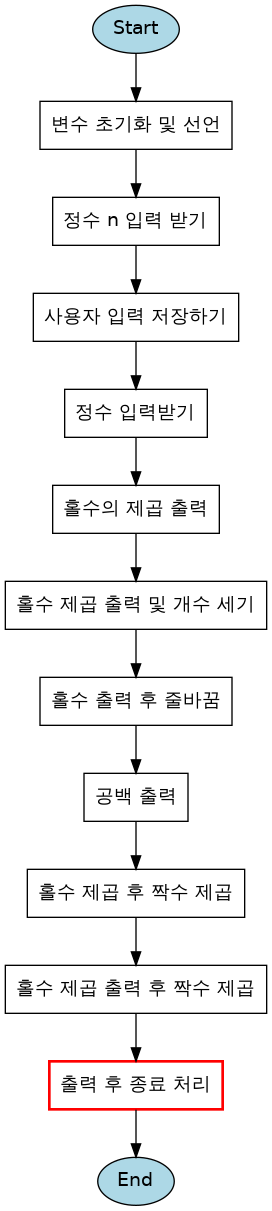 Start
변수 초기화 및 선언
정수 n 입력 받기
사용자 입력 저장하기
정수 입력받기
홀수의 제곱 출력
홀수 제곱 출력 및 개수 세기
홀수 출력 후 줄바꿈
공백 출력
홀수 제곱 후 짝수 제곱
홀수 제곱 출력 후 짝수 제곱
출력 후 종료 처리
End